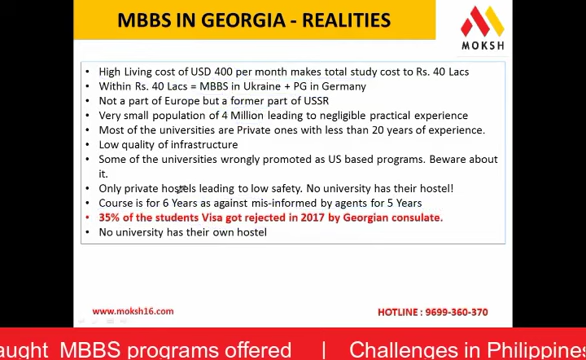 MBBS IN GEORGIA - REALITIES
MOKSH
• High Living cost of USD 400 per month makes total study cost to Rs. 40 Lacs
• Within Rs. 40 Lacs = MBBS in Ukraine + PG in Germany
• Not a part of Europe but a former part of USSR
• Very small population of 4 Million leading to negligible practical experience
• Most of the universities are Private ones with less than 20 years of experience.
• Low quality of infrastructure
• Some of the universities wrongly promoted as US based programs. Beware about
it.
• Only private hostels leading to low safety. No university has their hostel!
• Course is for 6 Years as against mis-informed by agents for 5 Years
• 35% of the students Visa got rejected in 2017 by Georgian consulate.
• No university has their own hostel
www.moksh16.com
HOTLINE : 9699-360-370
aught MBBS programs offered | Challenges in Philippines